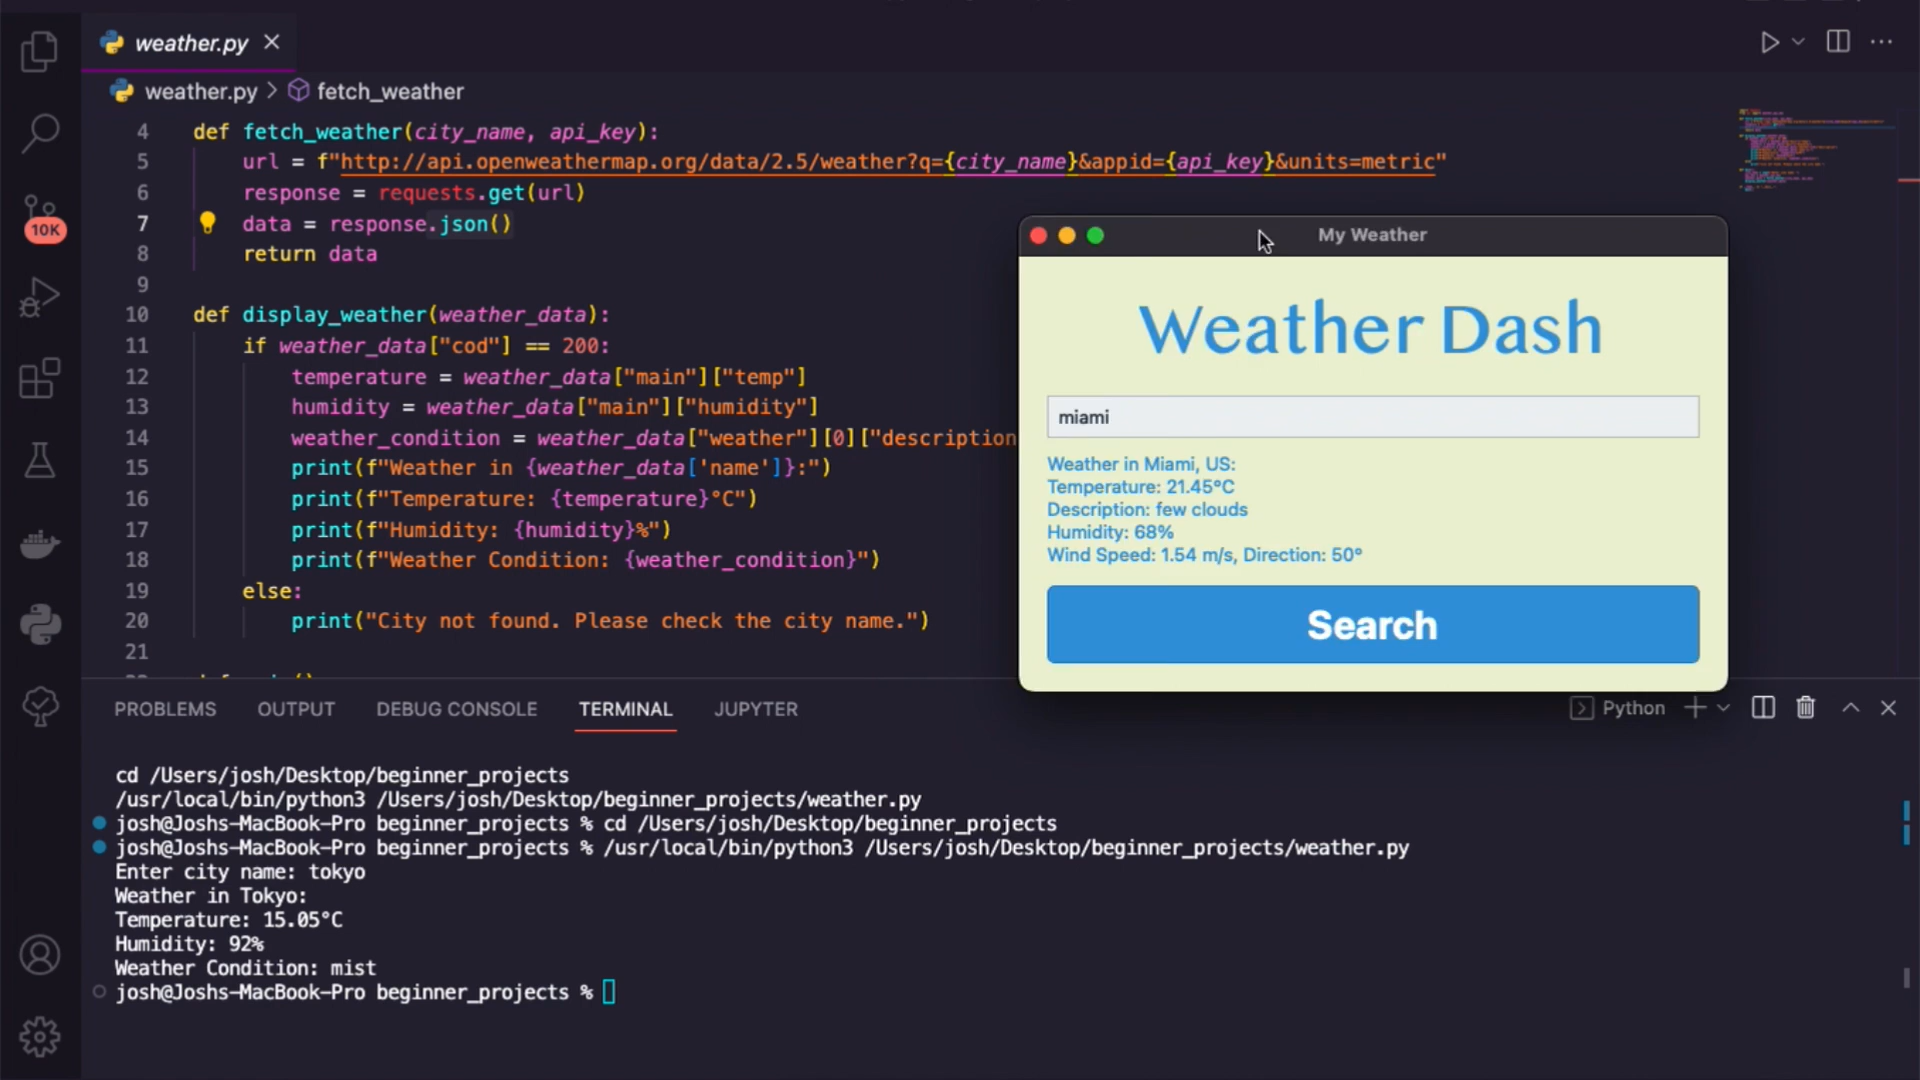 weather.py
weather.py > fetch_weather
4 def fetch_weather(city_name, api_key):
5 url = f"http://api.openweathermap.org/data/2.5/weather?q={city_name}&appid={api_key}&units=metric"
6 response = requests.get(url)
7 data = response.json()
8 return data
9
10 def display_weather(weather_data):
11 if weather_data["cod"] == 200:
12 temperature = weather_data["main"]["temp"]
13 humidity = weather_data["main"]["humidity"]
14 weather_condition = weather_data["weather"][0]["description
15 print(f"Weather in {weather_data['name']}:")
16 print(f"Temperature: {temperature}°C")
17 print(f"Humidity: {humidity}%")
18 print(f"Weather Condition: {weather_condition}")
19 else:
20 print("City not found. Please check the city name.")
21
10K
My Weather
Weather Dash
miami
Weather in Miami, US:
Temperature: 21.45°C
Description: few clouds
Humidity: 68%
Wind Speed: 1.54 m/s, Direction: 50°
Search
PROBLEMS OUTPUT DEBUG CONSOLE TERMINAL JUPYTER Python
cd /Users/josh/Desktop/beginner_projects
/usr/local/bin/python3 /Users/josh/Desktop/beginner_projects/weather.py
josh@Joshs-MacBook-Pro beginner_projects % cd /Users/josh/Desktop/beginner_projects
josh@Joshs-MacBook-Pro beginner_projects % /usr/local/bin/python3 /Users/josh/Desktop/beginner_projects/weather.py
Enter city name: tokyo
Weather in Tokyo:
Temperature: 15.05°C
Humidity: 92%
Weather Condition: mist
josh@Joshs-MacBook-Pro beginner_projects %